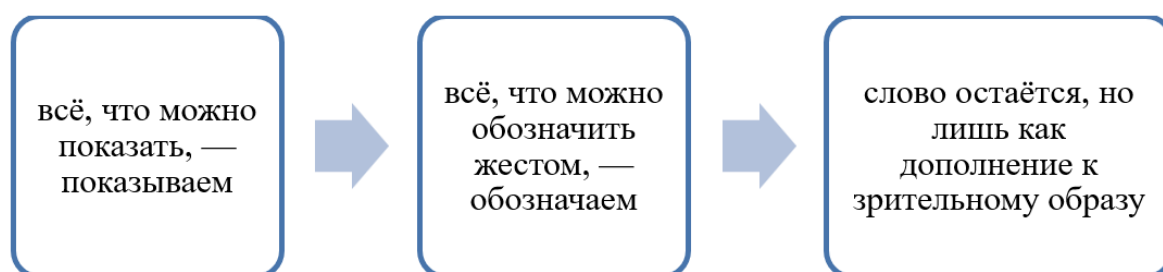 всё, что можно
показать, —
показываем
всё, что можно
обозначить
жестом, —
обозначаем
слово остаётся, но
лишь как
дополнение к
зрительному образу